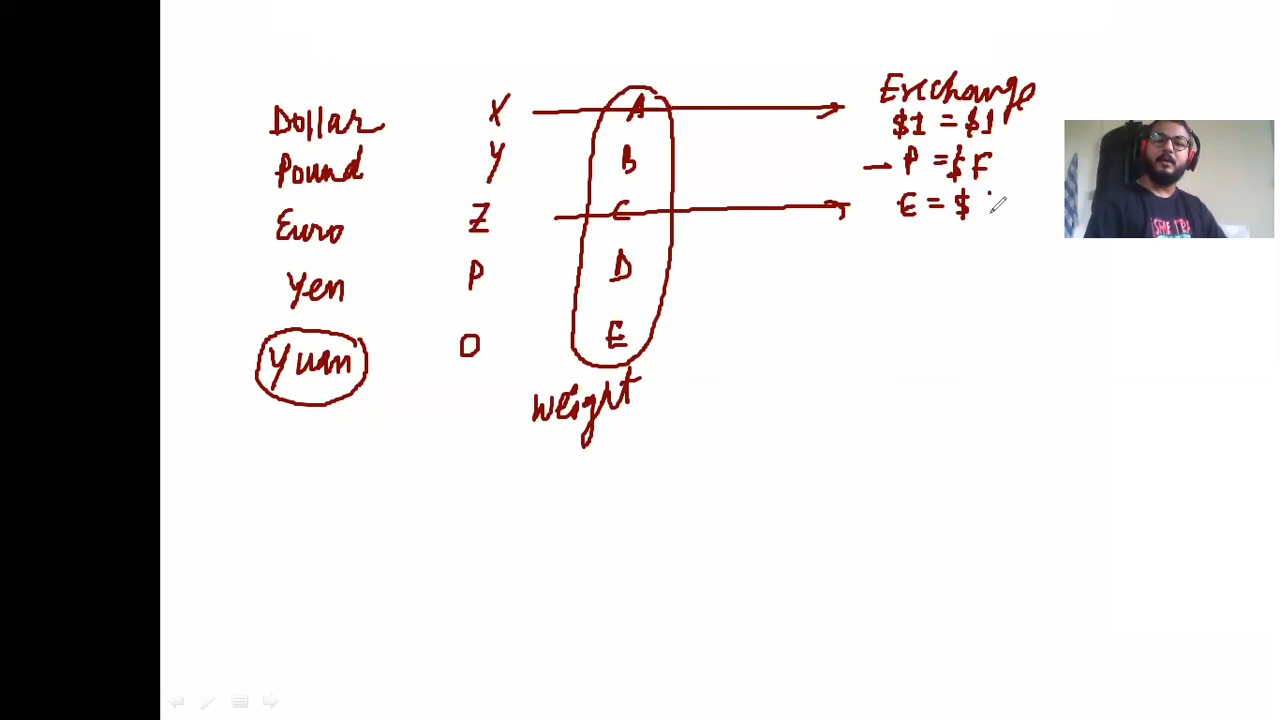 Exchange
Dollar X A $1 = $1
Pound Y B – P = $ F
Euro Z C € = $
Yen P D
Yuan O E
Weight